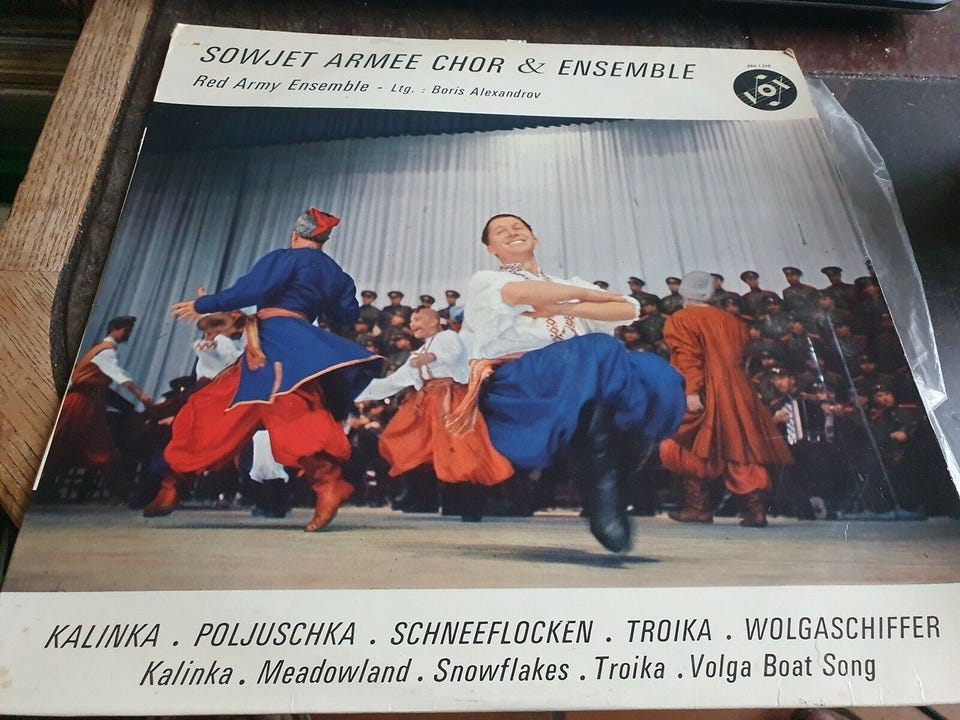 SOWJET ARMEE CHOR & ENSEMBLE
Red Army Ensemble - Ltg. : Boris Alexandrov
VOX
KALINKA . POLJUSCHKA . SCHNEEFLOCKEN . TROIKA . WOLGASCHIFFER
Kalinka . Meadowland . Snowflakes . Troika . Volga Boat Song